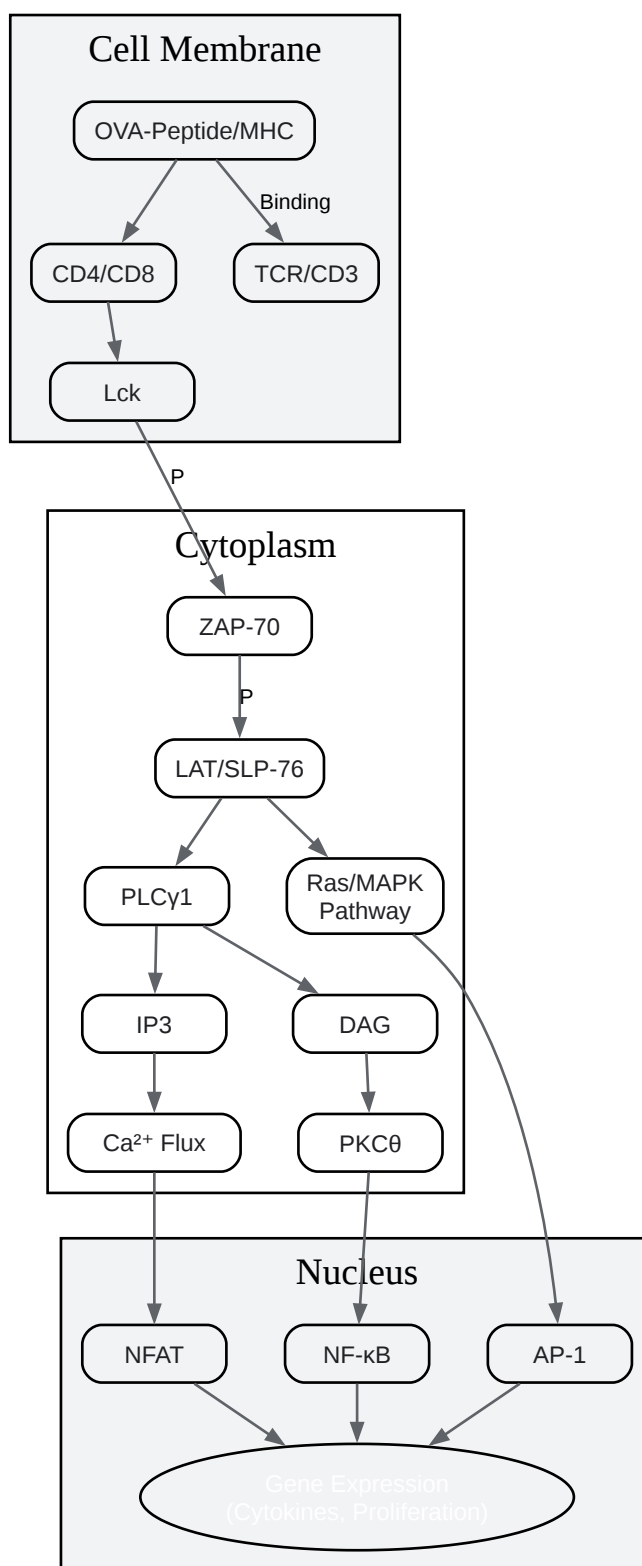 Cell Membrane
OVA-Peptide/MHC
Binding
CD4/CD8
TCR/CD3
Lck
P
Cytoplasm
ZAP-70
P
LAT/SLP-76
PLCγ1
Ras/MAPK
Pathway
IP3
DAG
Ca²⁺ Flux
PKCθ
Nucleus
NFAT
NF-κB
AP-1
Gene Expression
(Cytokines, Proliferation)